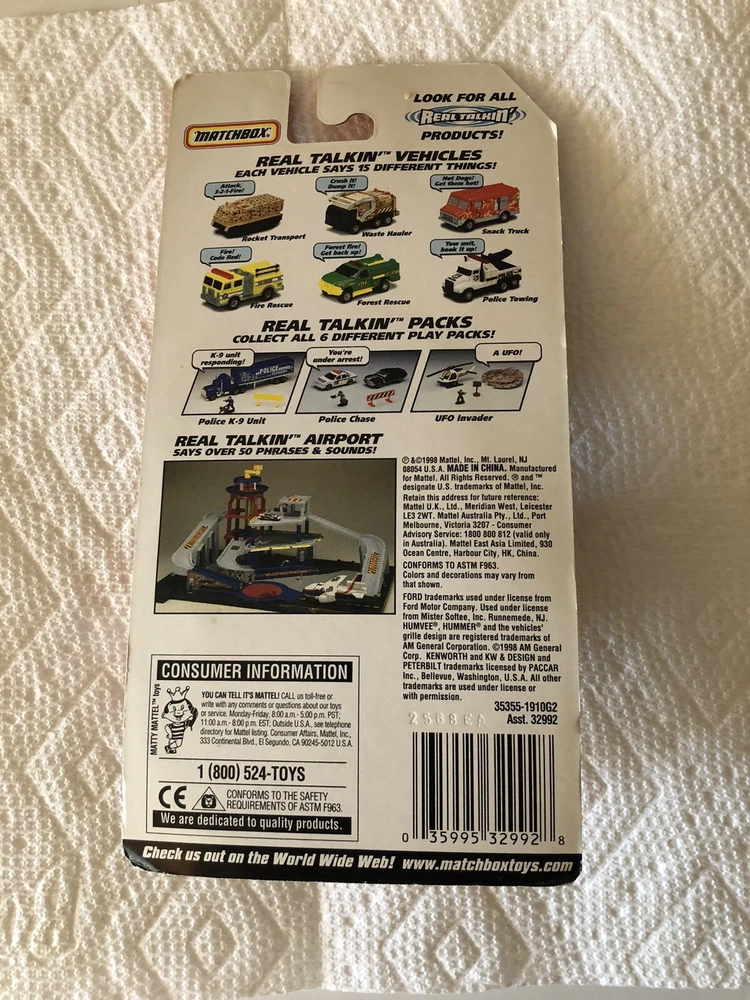 LOOK FOR ALL
REAL TALKIN'™
PRODUCTS!
MATCHBOX®
REAL TALKIN'™ VEHICLES
EACH VEHICLE SAYS 15 DIFFERENT THINGS!
Attack,
3-2-1-Fire!
Rocket Transport
Crush it!
Dump it!
Waste Hauler
Hot Dogs!
Get them hot!
Snack Truck
Fire!
Code Red!
Fire Rescue
Forest fire!
Get back up!
Forest Rescue
Tow unit,
hook it up!
Police Towing
REAL TALKIN'™ PACKS
COLLECT ALL 6 DIFFERENT PLAY PACKS!
K-9 unit
responding!
POLICE
Police K-9 Unit
You're
under arrest!
Police Chase
A UFO!
UFO Invader
REAL TALKIN'™ AIRPORT
SAYS OVER 50 PHRASES & SOUNDS!
℗ &©1998 Mattel, Inc., Mt. Laurel, NJ
08054 U.S.A. MADE IN CHINA. Manufactured
for Mattel. All Rights Reserved. ® and ™
designate U.S. trademarks of Mattel, Inc.
Retain this address for future reference:
Mattel U.K., Ltd., Meridian West, Leicester
LE3 2WT. Mattel Australia Pty., Ltd., Port
Melbourne, Victoria 3207 - Consumer
Advisory Service: 1800 800 812 (valid only
in Australia). Mattel East Asia Limited, 930
Ocean Centre, Harbour City, HK, China.
CONFORMS TO ASTM F963.
Colors and decorations may vary from
that shown.
FORD trademarks used under license from
Ford Motor Company. Used under license
from Mister Softee, Inc. Runnemede, NJ.
HUMVEE®, HUMMER® and the vehicles'
grille design are registered trademarks of
AM General Corporation. ©1998 AM General
Corp. KENWORTH and KW & DESIGN and
PETERBILT trademarks licensed by PACCAR
Inc., Bellevue, Washington, U.S.A. All other
trademarks are used under license or
with permission.
35355-1910G2
Asst. 32992
2568EA
0 35995 32992 8
CONSUMER INFORMATION
MATTY MATTEL™ toys
YOU CAN TELL IT'S MATTEL! CALL us toll-free or
write with any comments or questions about our toys
or service. Monday-Friday, 8:00 a.m. - 5:00 p.m. PST;
11:00 a.m. - 8:00 p.m. EST; Outside U.S.A., see telephone
directory for Mattel listing. Consumer Affairs, Mattel, Inc.,
333 Continental Blvd., El Segundo, CA 90245-5012 U.S.A.
1 (800) 524-TOYS
CE
CONFORMS TO THE SAFETY
REQUIREMENTS OF ASTM F963.
We are dedicated to quality products.
Check us out on the World Wide Web! www.matchboxtoys.com